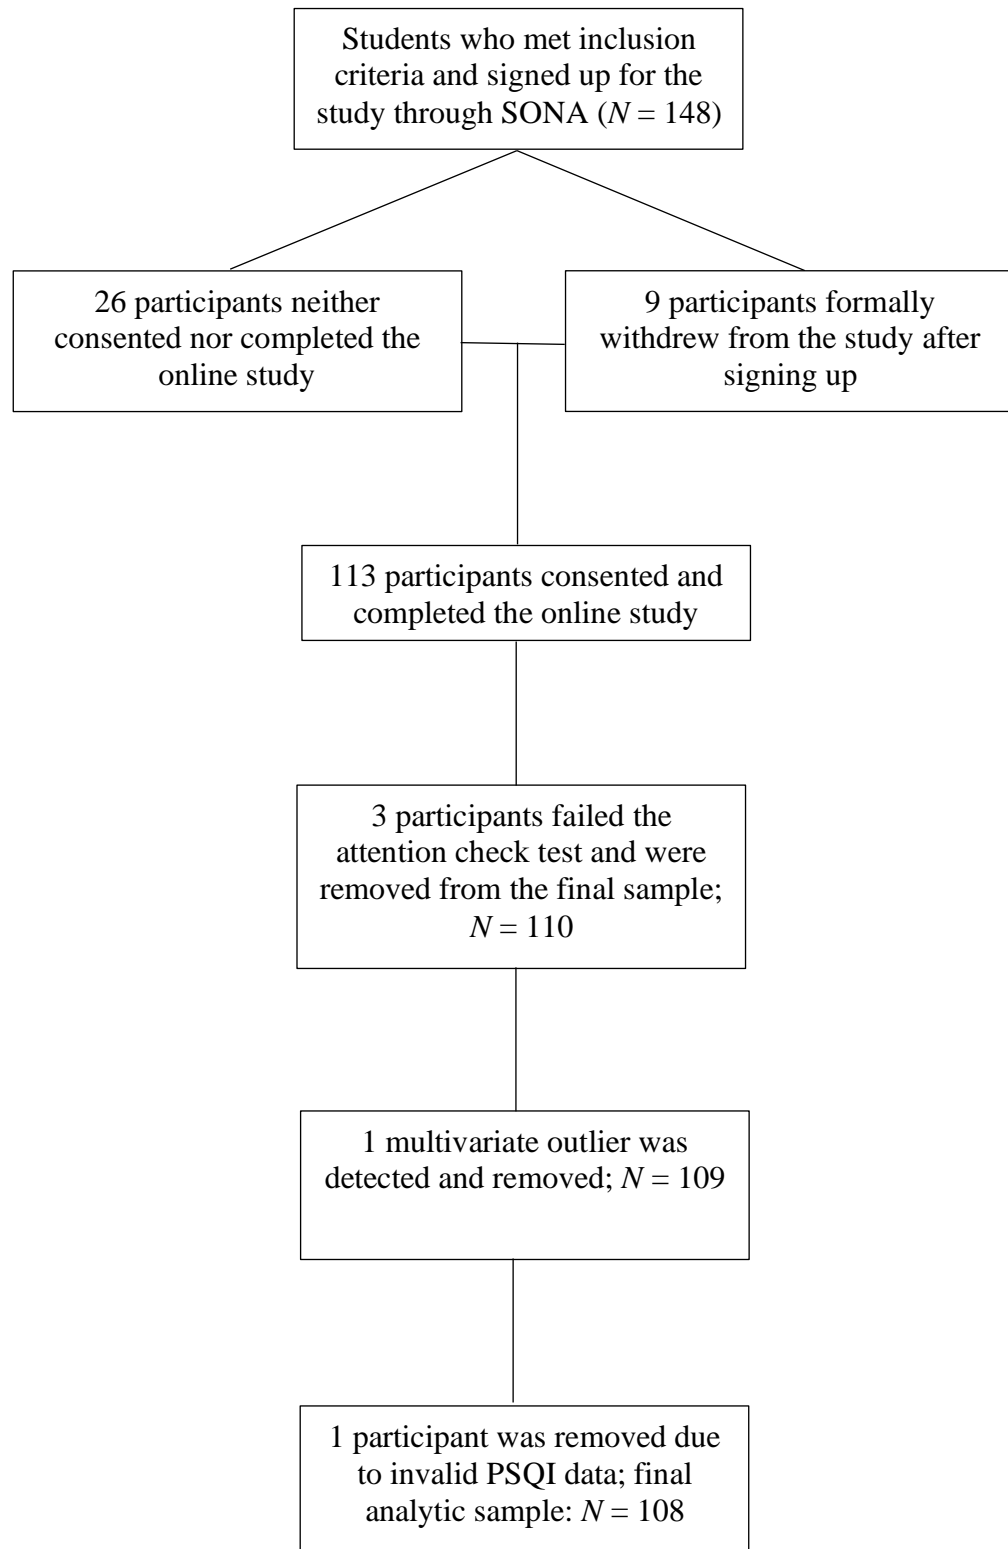 Students who met inclusion
criteria and signed up for the
study through SONA (N = 148)
26 participants neither
consented nor completed the
online study
9 participants formally
withdrew from the study after
signing up
113 participants consented and
completed the online study
3 participants failed the
attention check test and were
removed from the final sample;
N = 110
1 multivariate outlier was
detected and removed; N = 109
1 participant was removed due
to invalid PSQI data; final
analytic sample: N = 108